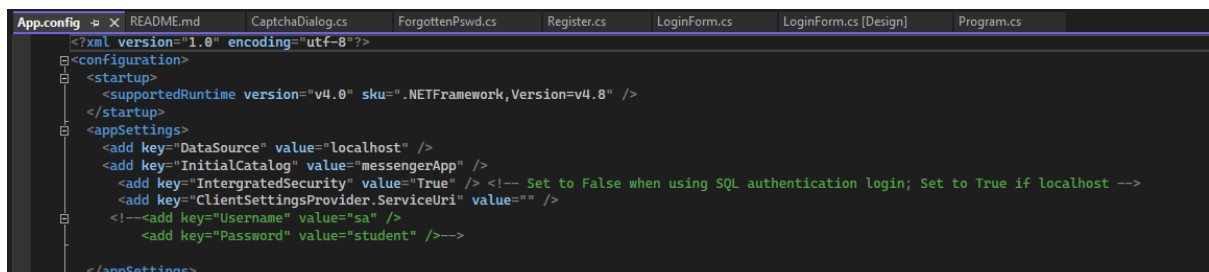 App.config README.md CaptchaDialog.cs ForgottenPswd.cs Register.cs LoginForm.cs LoginForm.cs [Design] Program.cs
<?xml version="1.0" encoding="utf-8"?>
<configuration>
<startup>
<supportedRuntime version="v4.0" sku=".NETFramework,Version=v4.8" />
</startup>
<appSettings>
<add key="DataSource" value="localhost" />
<add key="InitialCatalog" value="messengerApp" />
<add key="IntergratedSecurity" value="True" /> <!-- Set to False when using SQL authentication login; Set to True if localhost -->
<add key="ClientSettingsProvider.ServiceUri" value="" />
<!--<add key="Username" value="sa" />
<add key="Password" value="student" />-->
</appSettings>